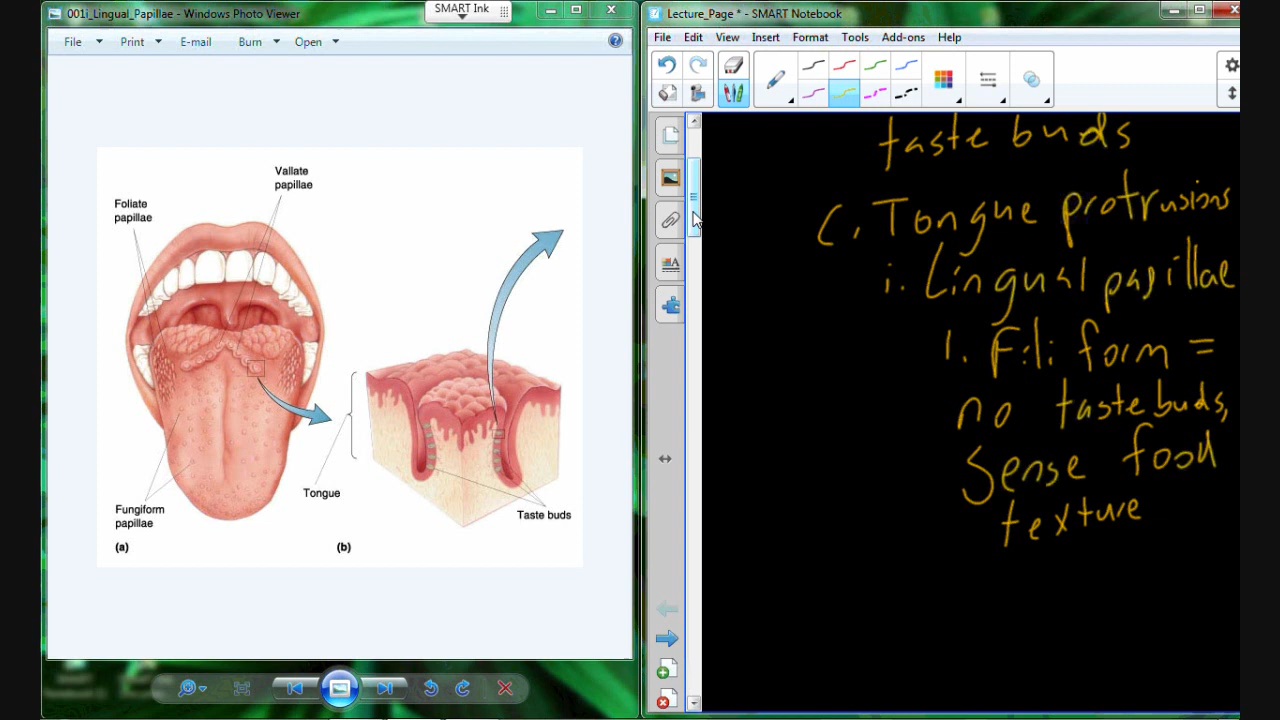 001i_Lingual_Papillae - Windows Photo Viewer
SMART Ink
File Print E-mail Burn Open
Vallate
papillae
Foliate
papillae
Tongue
Fungiform
papillae
Taste buds
(a)
(b)
Lecture_Page * - SMART Notebook
File Edit View Insert Format Tools Add-ons Help
taste buds
C. Tongue protrusions
i. Lingual papillae
1. Filiform =
no taste buds,
Sense food
texture